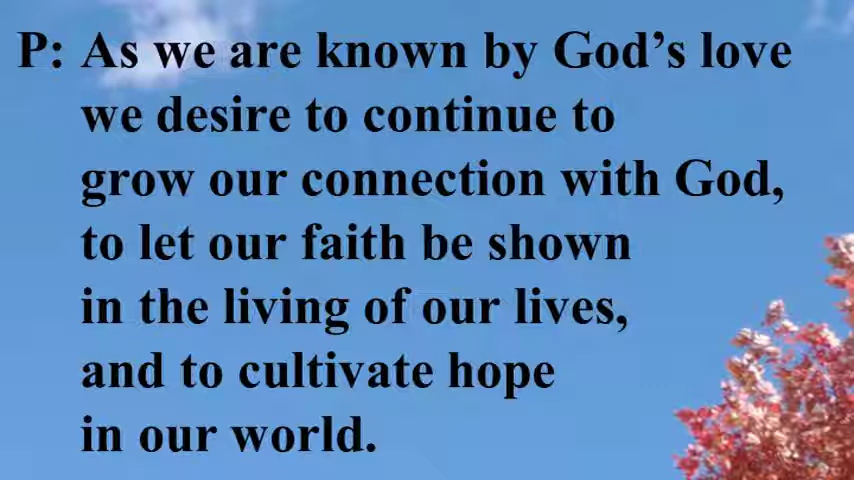 P: As we are known by God’s love
we desire to continue to
grow our connection with God,
to let our faith be shown
in the living of our lives,
and to cultivate hope
in our world.